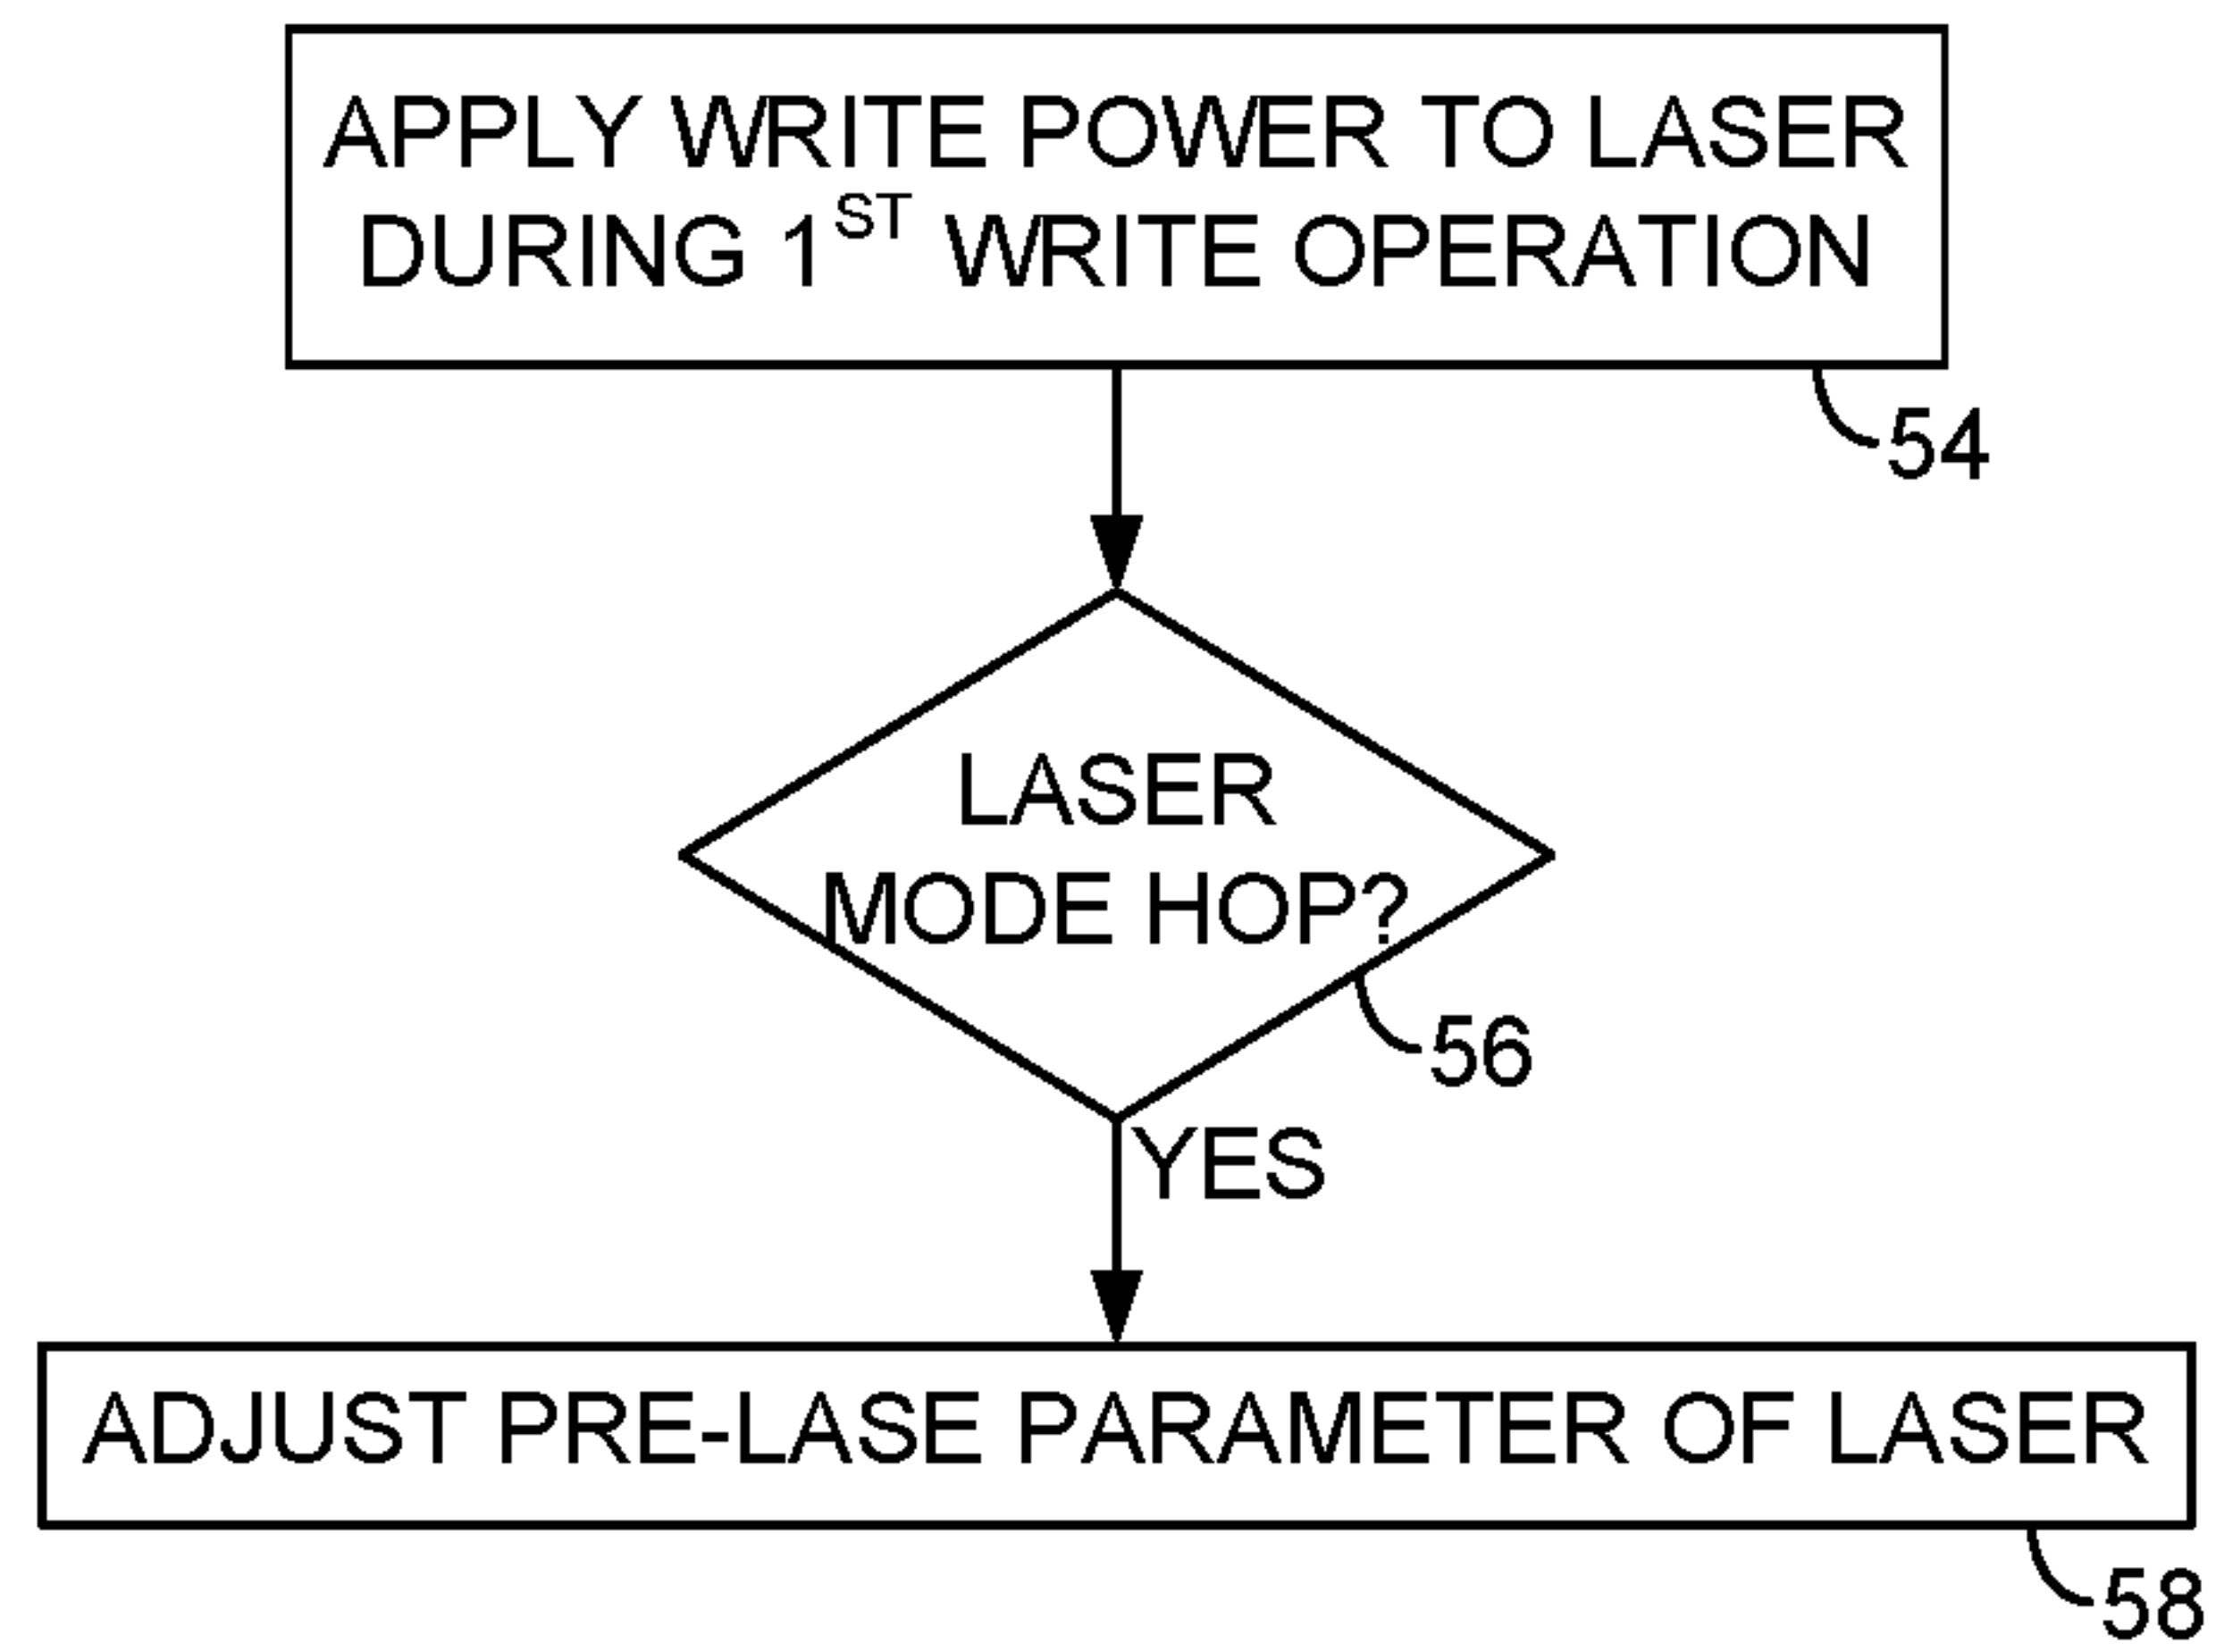 APPLY WRITE POWER TO LASER
DURING 1ST WRITE OPERATION
54
LASER
MODE HOP?
56
YES
ADJUST PRE-LASE PARAMETER OF LASER
58